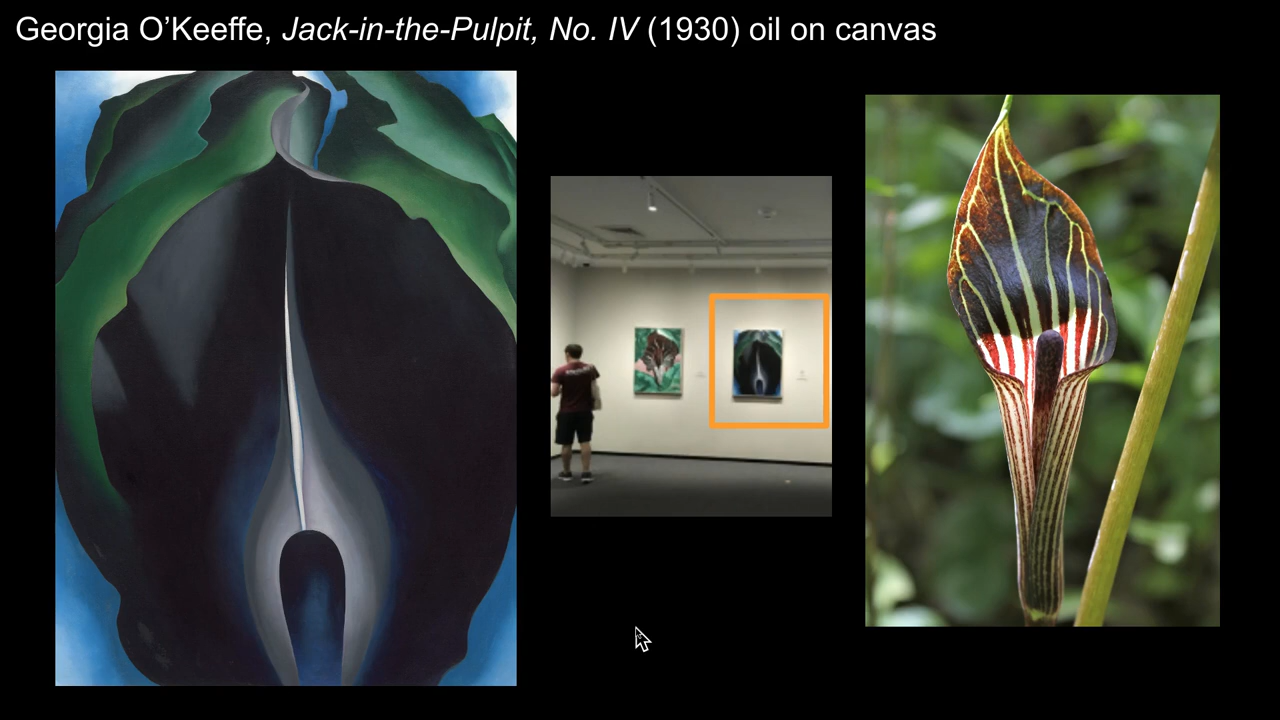 Georgia O’Keeffe, Jack-in-the-Pulpit, No. IV (1930) oil on canvas